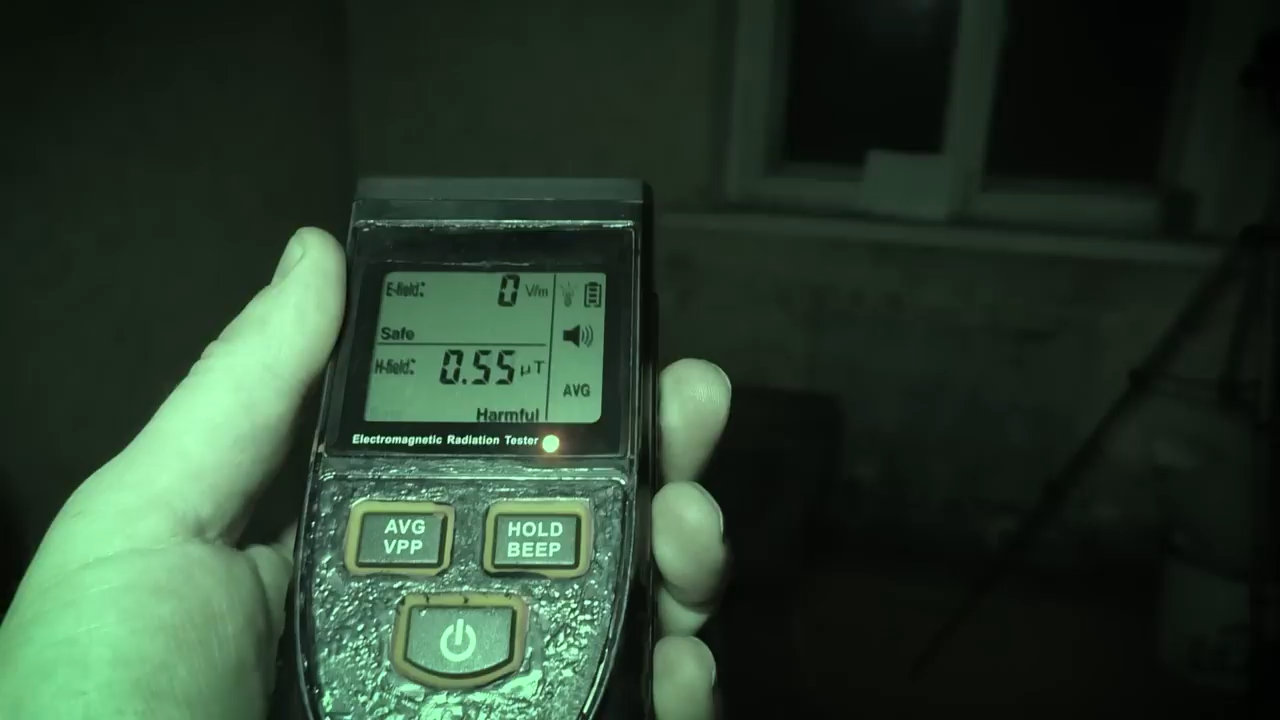 E-field: 0 V/m
Safe
H-field: 0.55 μT
AVG
Harmful
Electromagnetic Radiation Tester
AVG HOLD
VPP BEEP